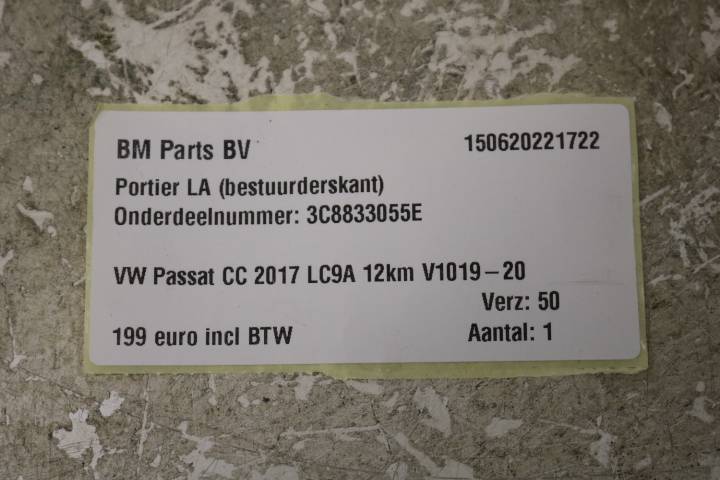 BM Parts BV 150620221722
Portier LA (bestuurderskant)
Onderdeelnummer: 3C8833055E
VW Passat CC 2017 LC9A 12km V1019-20
Verz: 50
199 euro incl BTW Aantal: 1